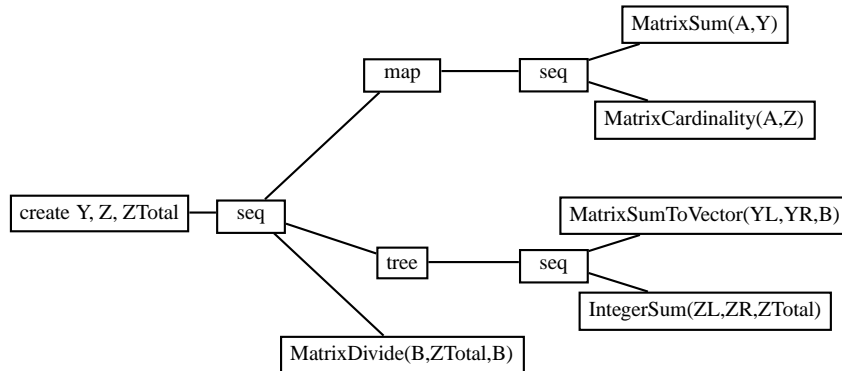 MatrixSum(A,Y)
map
seq
MatrixCardinality(A,Z)
create Y, Z, ZTotal
seq
MatrixSumToVector(YL,YR,B)
tree
seq
IntegerSum(ZL,ZR,ZTotal)
MatrixDivide(B,ZTotal,B)